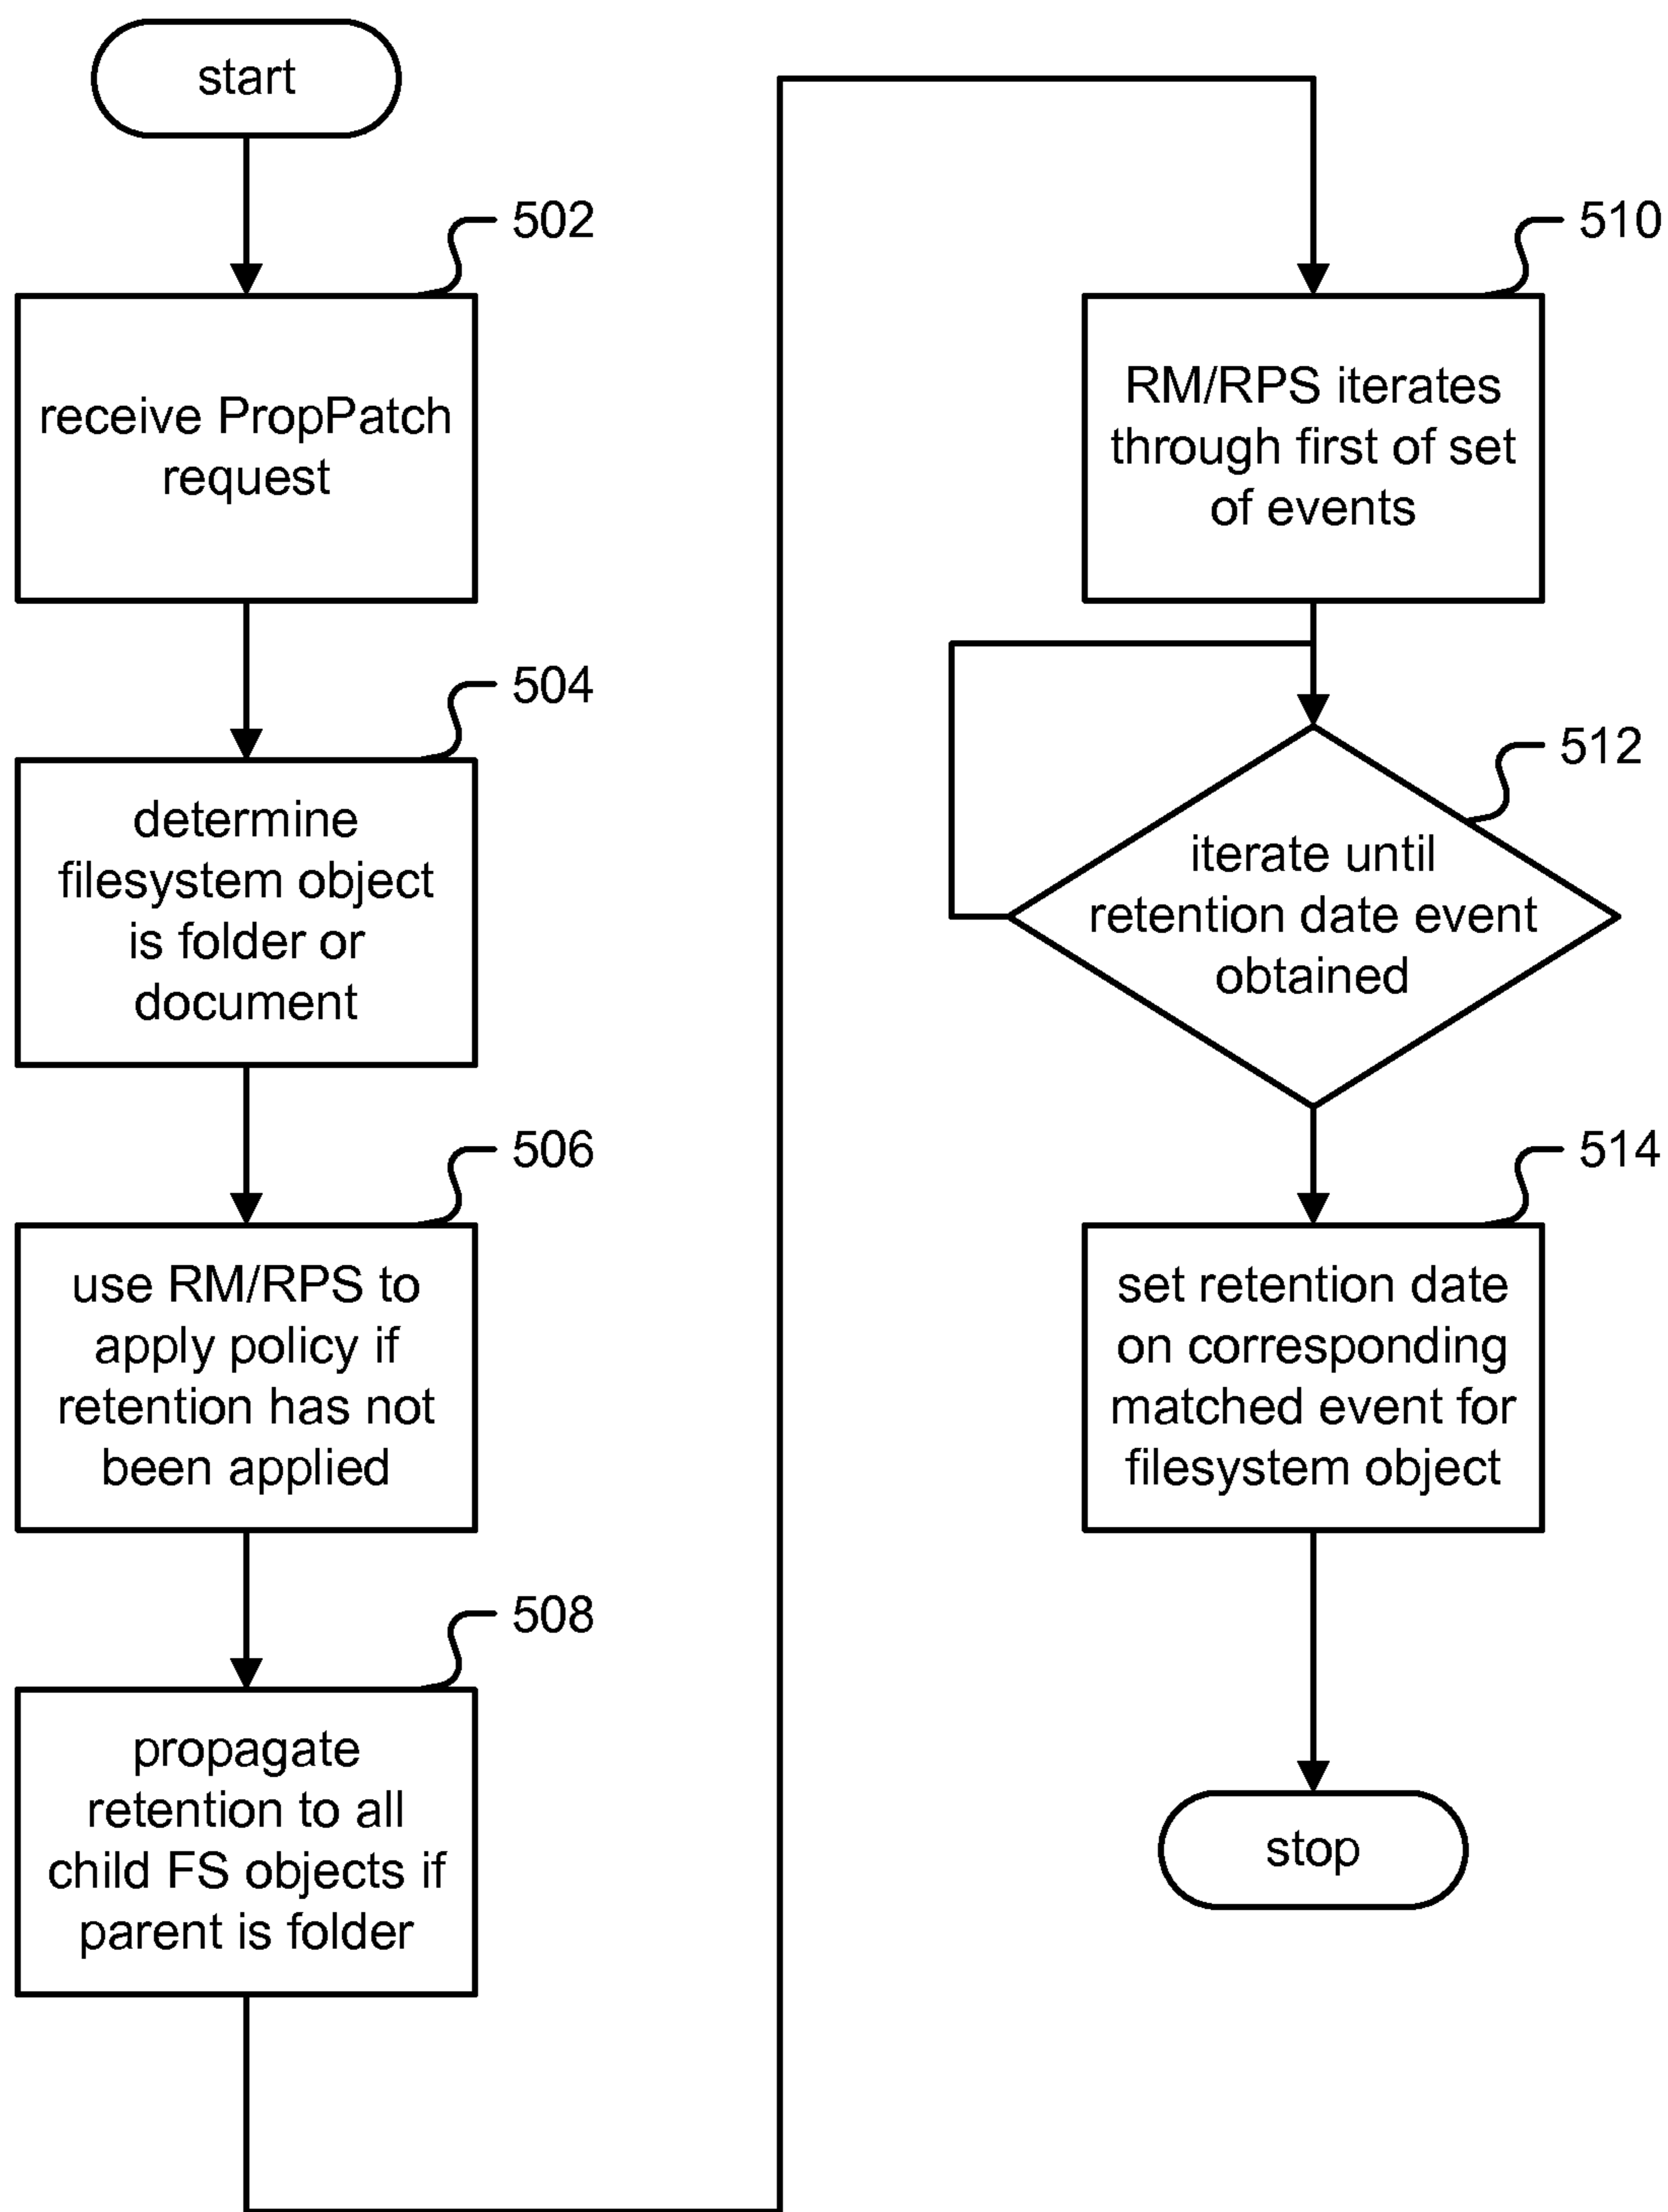 start
502
receive PropPatch
request
504
determine
filesystem object
is folder or
document
506
use RM/RPS to
apply policy if
retention has not
been applied
508
propagate
retention to all
child FS objects if
parent is folder
510
RM/RPS iterates
through first of set
of events
512
iterate until
retention date event
obtained
514
set retention date
on corresponding
matched event for
filesystem object
stop